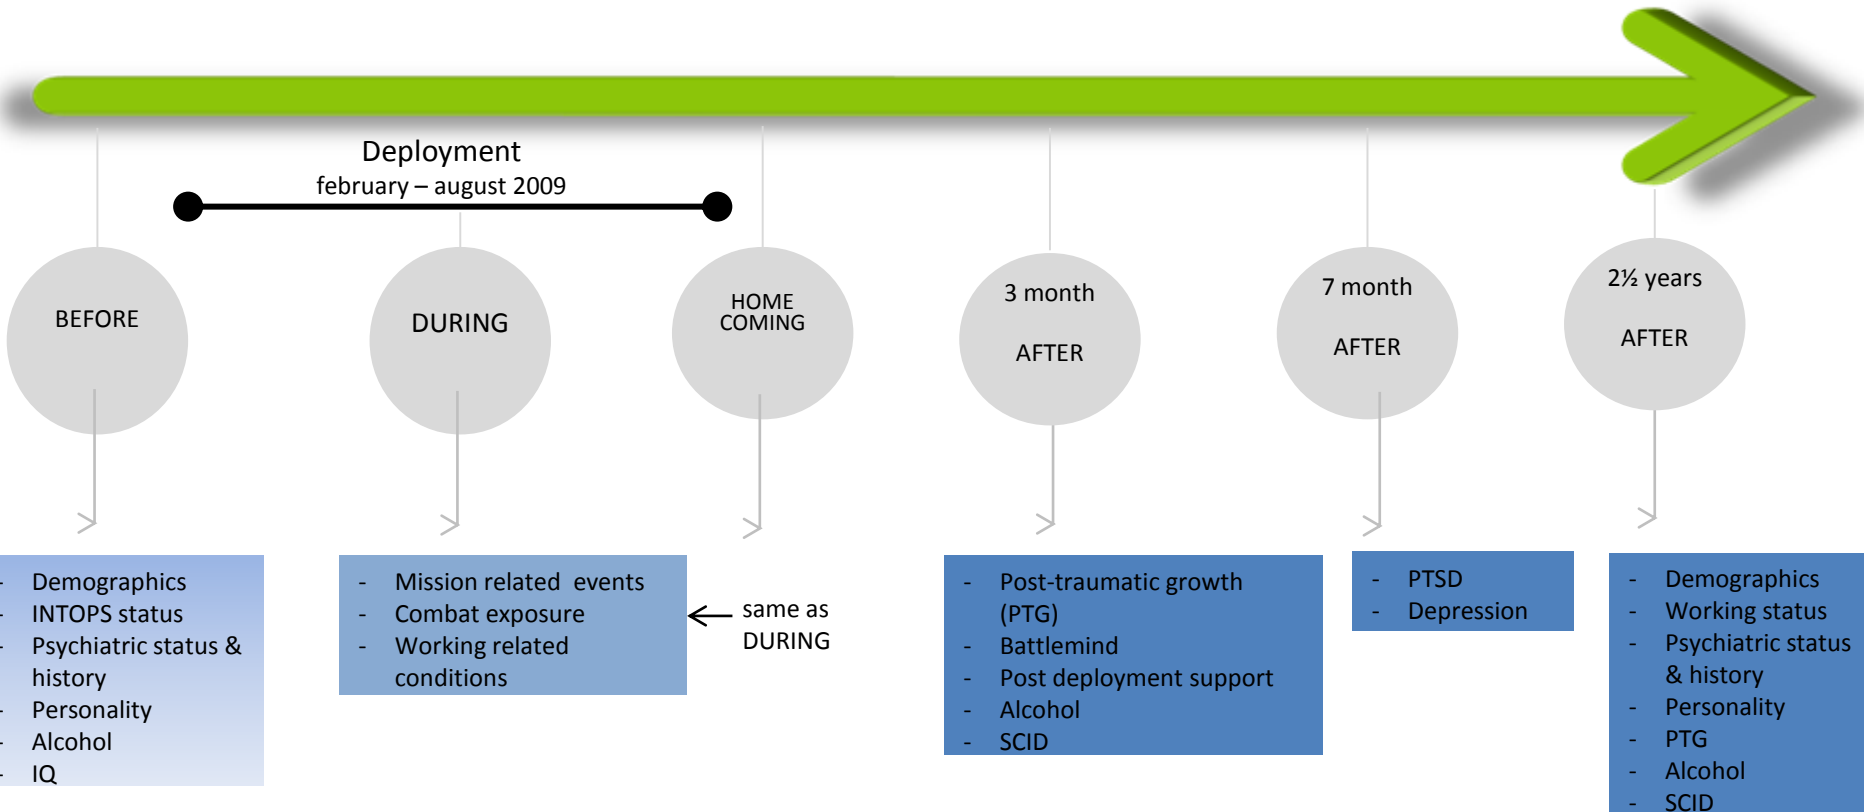 Deployment
february – august 2009
BEFORE
DURING
HOME
COMING
3 month
AFTER
7 month
AFTER
2½ years
AFTER
- Demographics
- INTOPS status
- Psychiatric status &
history
- Personality
- Alcohol
- IQ
- Mission related  events
- Combat exposure
- Working related
conditions
same as
DURING
- Post-traumatic growth
(PTG)
- Battlemind
- Post deployment support
- Alcohol
- SCID
- PTSD
- Depression
- Demographics
- Working status
- Psychiatric status
& history
- Personality
- PTG
- Alcohol
- SCID